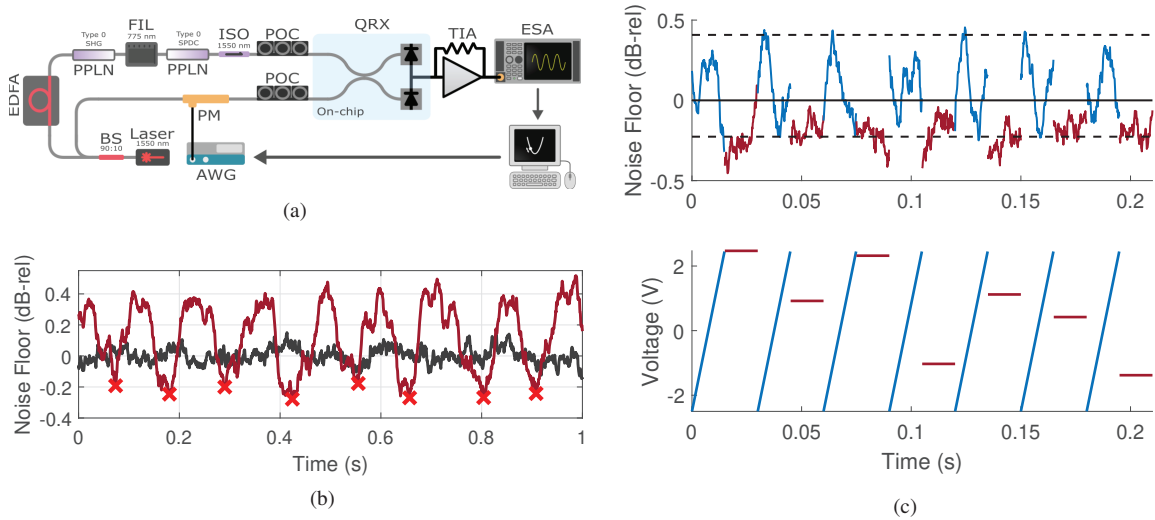 Type 0
SHG
PPLN
FIL
775 nm
Type 0
SPDC
PPLN
ISO
1550 nm
POC
POC
QRX
On-chip
TIA
ESA
EDFA
BS
90:10
Laser
1550 nm
PM
AWG
(a)
Noise Floor (dB-rel)
0.4
0.2
0
-0.2
-0.4
0
0.2
0.4
0.6
0.8
1
Time (s)
(b)
Noise Floor (dB-rel)
0.5
0
-0.5
0
0.05
0.1
0.15
0.2
Voltage (V)
2
0
-2
0
0.05
0.1
0.15
0.2
Time (s)
(c)